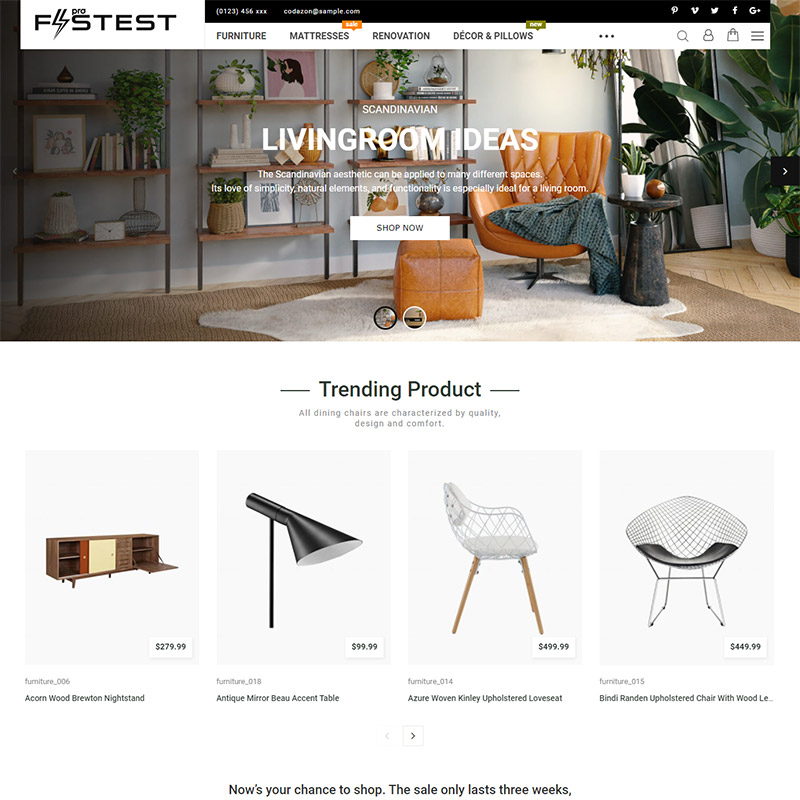 pro
FASTEST
(0123) 456 xxx codazon@sample.com
sale
new
FURNITURE MATTRESSES RENOVATION DÉCOR & PILLOWS
SCANDINAVIAN
LIVINGROOM IDEAS
The Scandinavian aesthetic can be applied to many different spaces.
Its love of simplicity, natural elements, and functionality is especially ideal for a living room.
SHOP NOW
Trending Product
All dining chairs are characterized by quality,
design and comfort.
$279.99 $99.99 $499.99 $449.99
furniture_006 furniture_018 furniture_014 furniture_015
Acorn Wood Brewton Nightstand Antique Mirror Beau Accent Table Azure Woven Kinley Upholstered Loveseat Bindi Randen Upholstered Chair With Wood Le...
Now's your chance to shop. The sale only lasts three weeks,